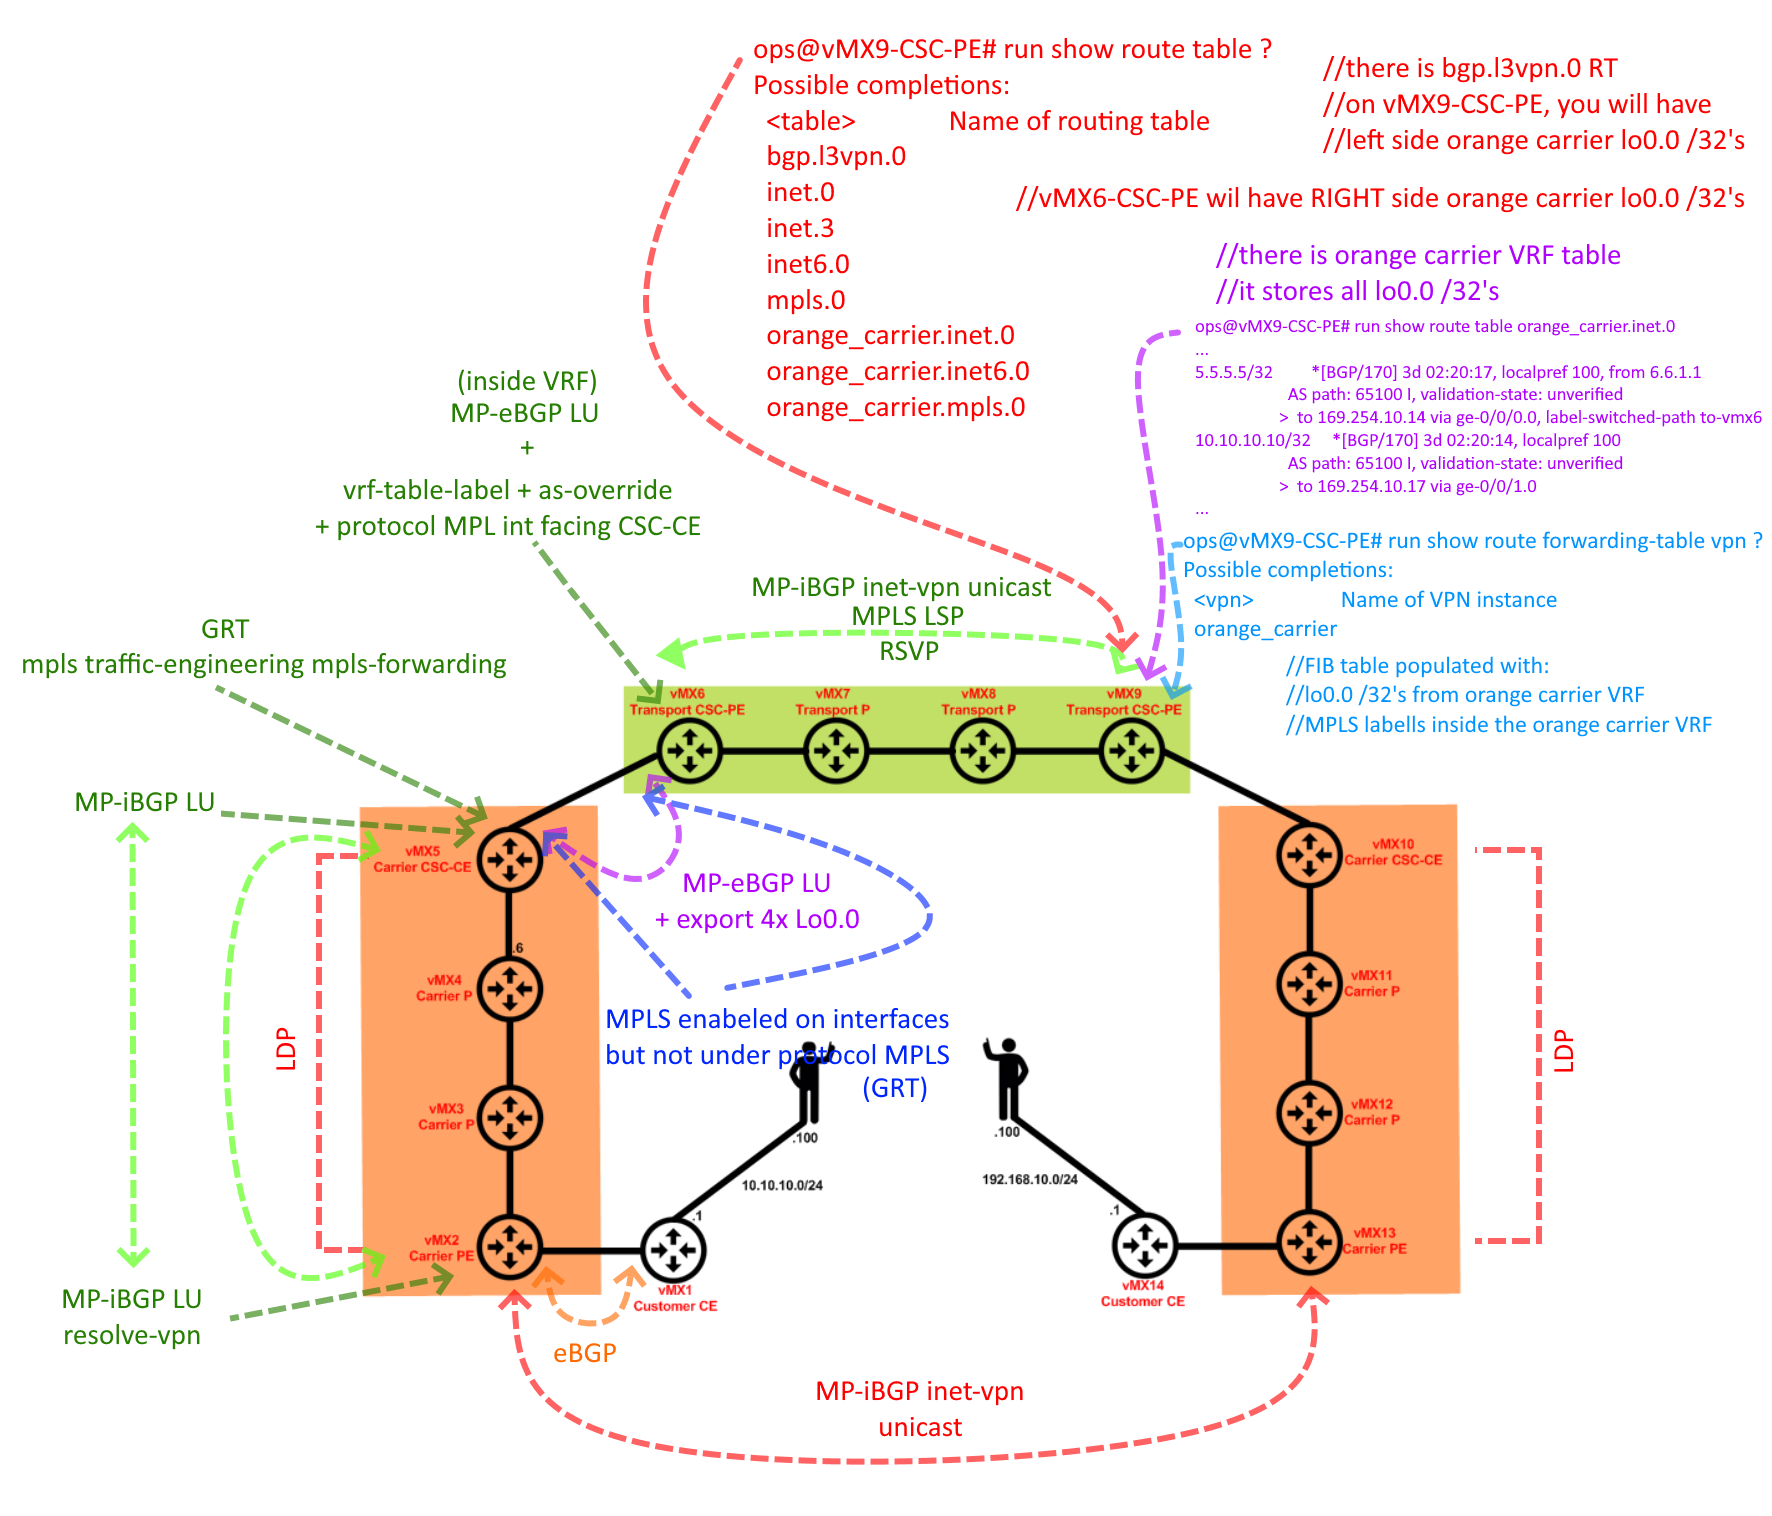 ops@vMX9-CSC-PE# run show route table ?
Possible completions:
<table> Name of routing table
bgp.l3vpn.0
inet.0
inet.3
inet6.0
mpls.0
orange_carrier.inet.0
orange_carrier.inet6.0
orange_carrier.mpls.0
//there is bgp.l3vpn.0 RT
//on vMX9-CSC-PE, you will have
//left side orange carrier lo0.0 /32's
//vMX6-CSC-PE wil have RIGHT side orange carrier lo0.0 /32's
//there is orange carrier VRF table
//it stores all lo0.0 /32's
ops@vMX9-CSC-PE# run show route table orange_carrier.inet.0
...
5.5.5.5/32 *[BGP/170] 3d 02:20:17, localpref 100, from 6.6.1.1
AS path: 65100 I, validation-state: unverified
> to 169.254.10.14 via ge-0/0/0.0, label-switched-path to-vmx6
10.10.10.10/32 *[BGP/170] 3d 02:20:14, localpref 100
AS path: 65100 I, validation-state: unverified
> to 169.254.10.17 via ge-0/0/1.0
...
ops@vMX9-CSC-PE# run show route forwarding-table vpn ?
Possible completions:
<vpn> Name of VPN instance
orange_carrier
//FIB table populated with:
//lo0.0 /32's from orange carrier VRF
//MPLS labells inside the orange carrier VRF
(inside VRF)
MP-eBGP LU
+
vrf-table-label + as-override
+ protocol MPL int facing CSC-CE
MP-iBGP inet-vpn unicast
MPLS LSP
RSVP
GRT
mpls traffic-engineering mpls-forwarding
vMX6
Transport CSC-PE
vMX7
Transport P
vMX8
Transport P
vMX9
Transport CSC-PE
MP-iBGP LU
vMX5
Carrier CSC-CE
vMX10
Carrier CSC-CE
MP-eBGP LU
+ export 4x Lo0.0
.6
vMX4
Carrier P
vMX11
Carrier P
MPLS enabeled on interfaces
but not under protocol MPLS
(GRT)
LDP
LDP
vMX3
Carrier P
vMX12
Carrier P
.100
.100
10.10.10.0/24
192.168.10.0/24
.1
.1
vMX2
Carrier PE
vMX13
Carrier PE
vMX1
Customer CE
vMX14
Customer CE
MP-iBGP LU
resolve-vpn
eBGP
MP-iBGP inet-vpn
unicast